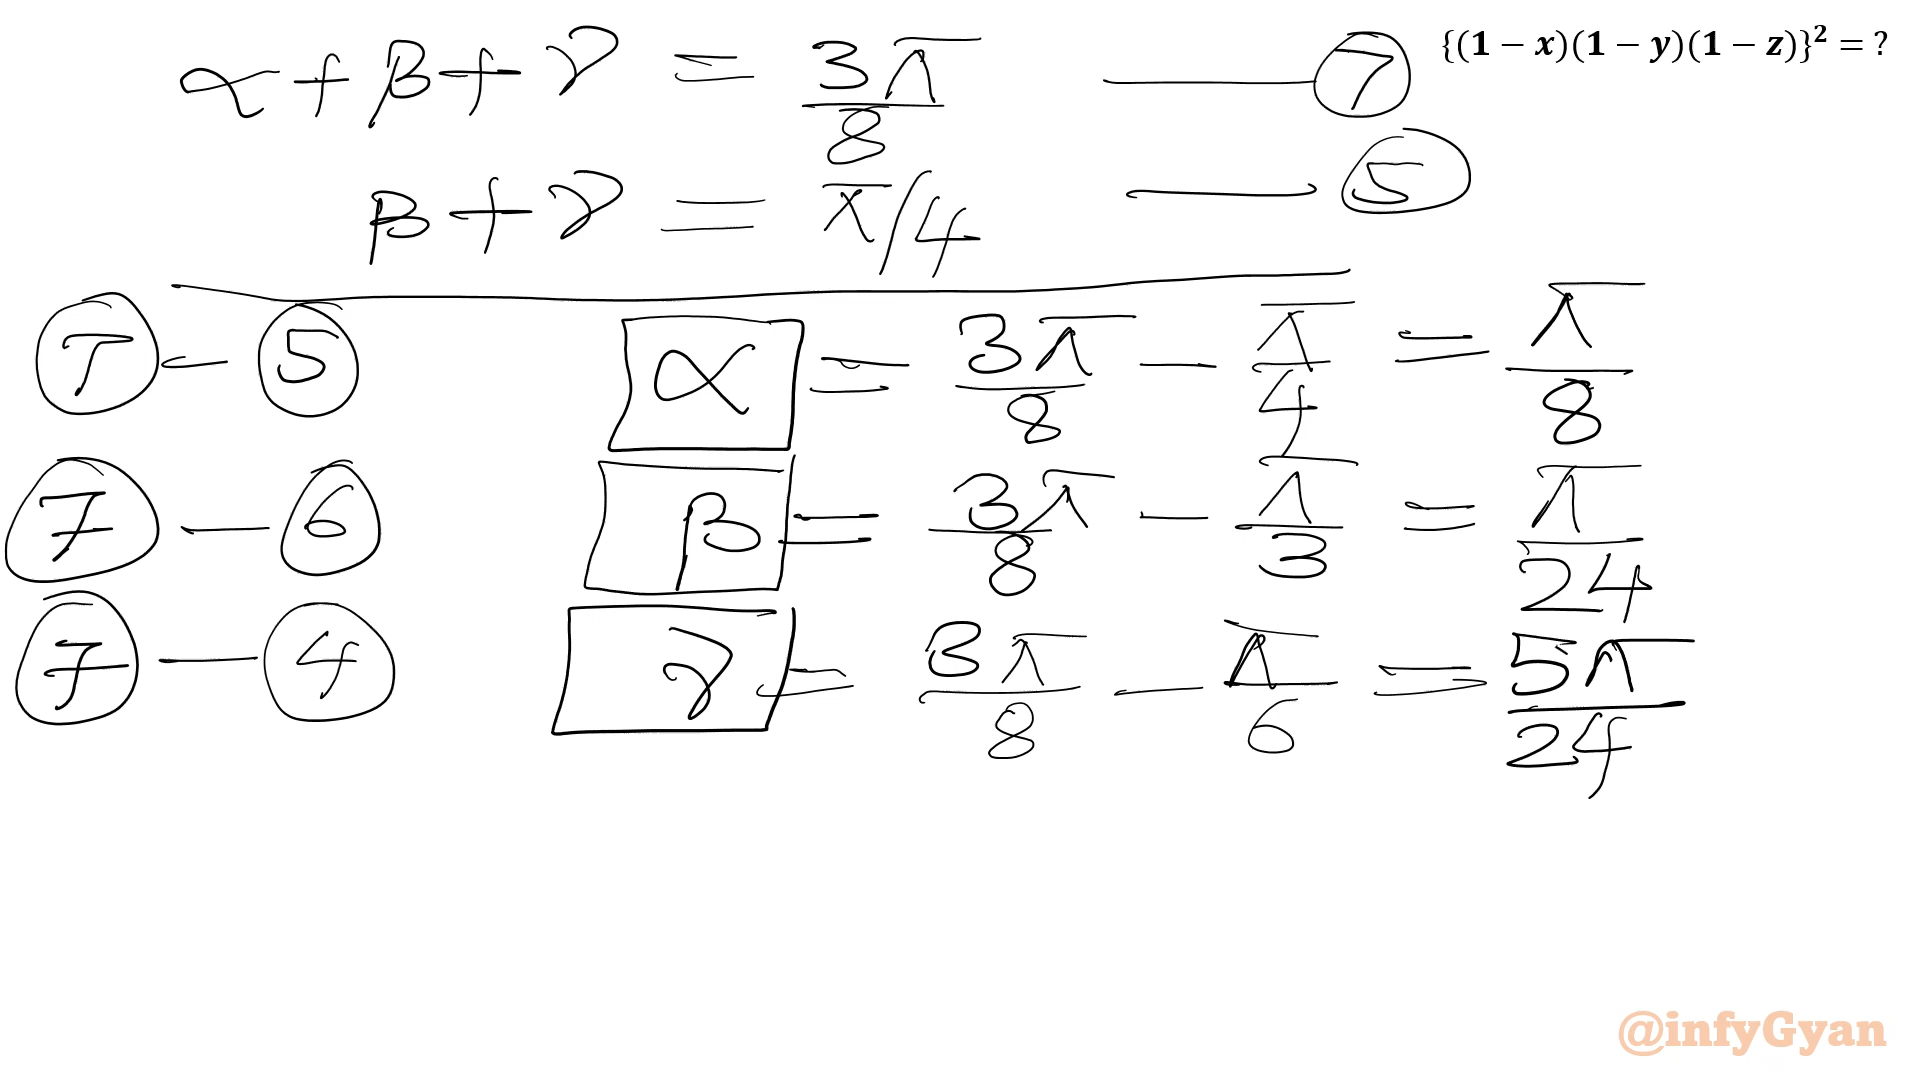 {(1 − x)(1 − y)(1 − z)}² = ?
α + β + γ = 3π/8 —— 7
β + γ = π/4 —— 5
7 − 5 α = 3π/8 − π/4 = π/8
7 − 6 β = 3π/8 − π/3 = π/24
7 − 4 γ = 3π/8 − π/6 = 5π/24
@infyGyan